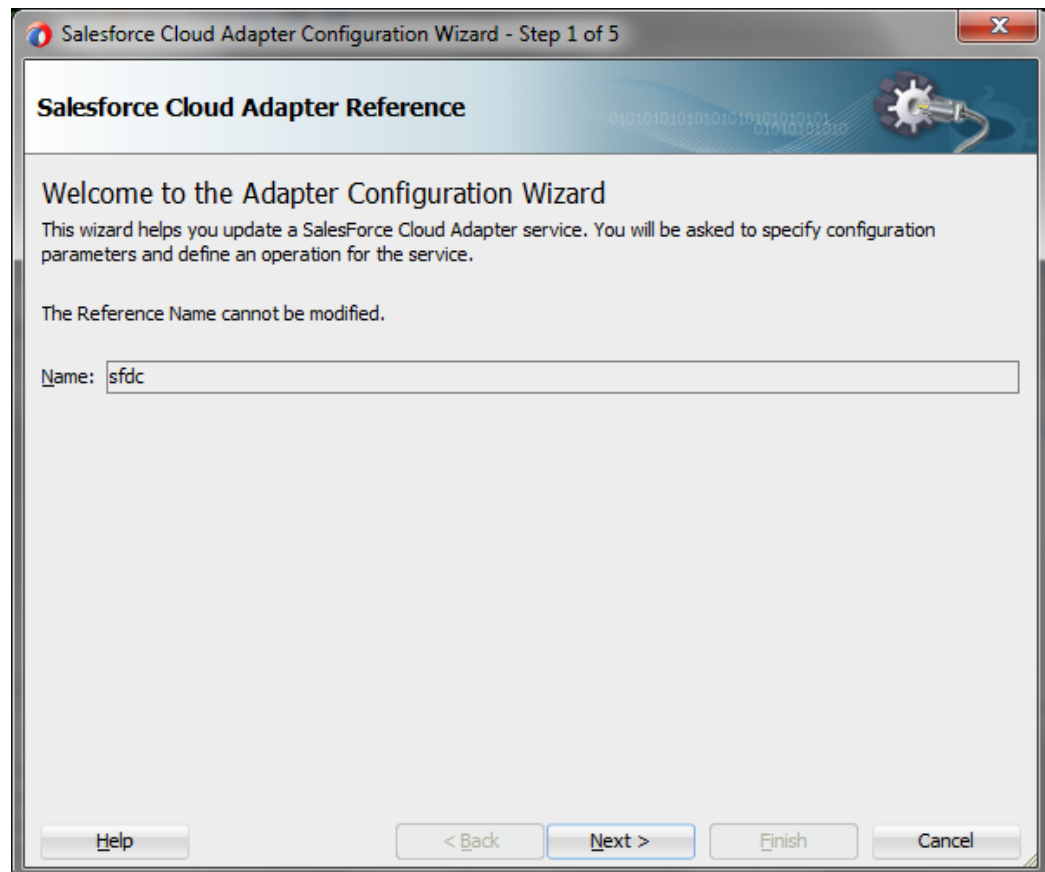 Salesforce Cloud Adapter Configuration Wizard - Step 1 of 5
X
Salesforce Cloud Adapter Reference
Welcome to the Adapter Configuration Wizard
This wizard helps you update a SalesForce Cloud Adapter service. You will be asked to specify configuration
parameters and define an operation for the service.
The Reference Name cannot be modified.
Name: sfdc
Help
< Back
Next >
Finish
Cancel